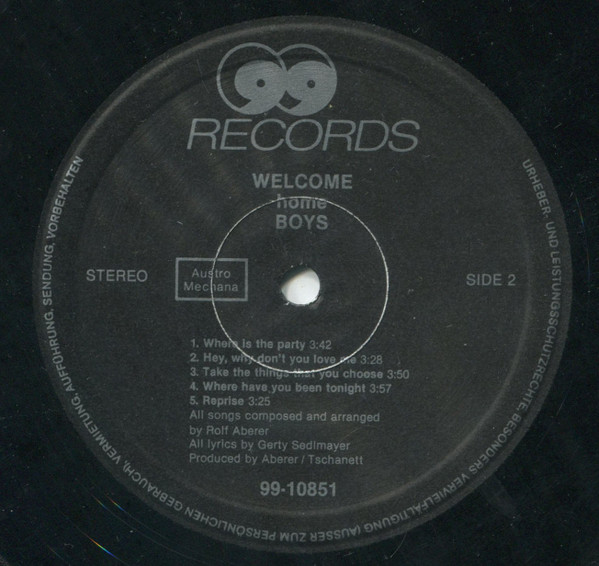 99
RECORDS
WELCOME
home
BOYS
STEREO
Austro
Mechana
SIDE 2
1. Where is the party 3:42
2. Hey, why don't you love me 3:28
3. Take the things that you choose 3:50
4. Where have you been tonight 3:57
5. Reprise 3:25
All songs composed and arranged
by Rolf Aberer
All lyrics by Gerty Sedlmayer
Produced by Aberer / Tschanett
99-10851
URHEBER- UND LEISTUNGSSCHUTZRECHTE, BESONDERS VERVIELFÄLTIGUNG (AUSSER ZUM PERSÖNLICHEN GEBRAUCH), VERMIETUNG, AUFFÜHRUNG, SENDUNG, VORBEHALTEN